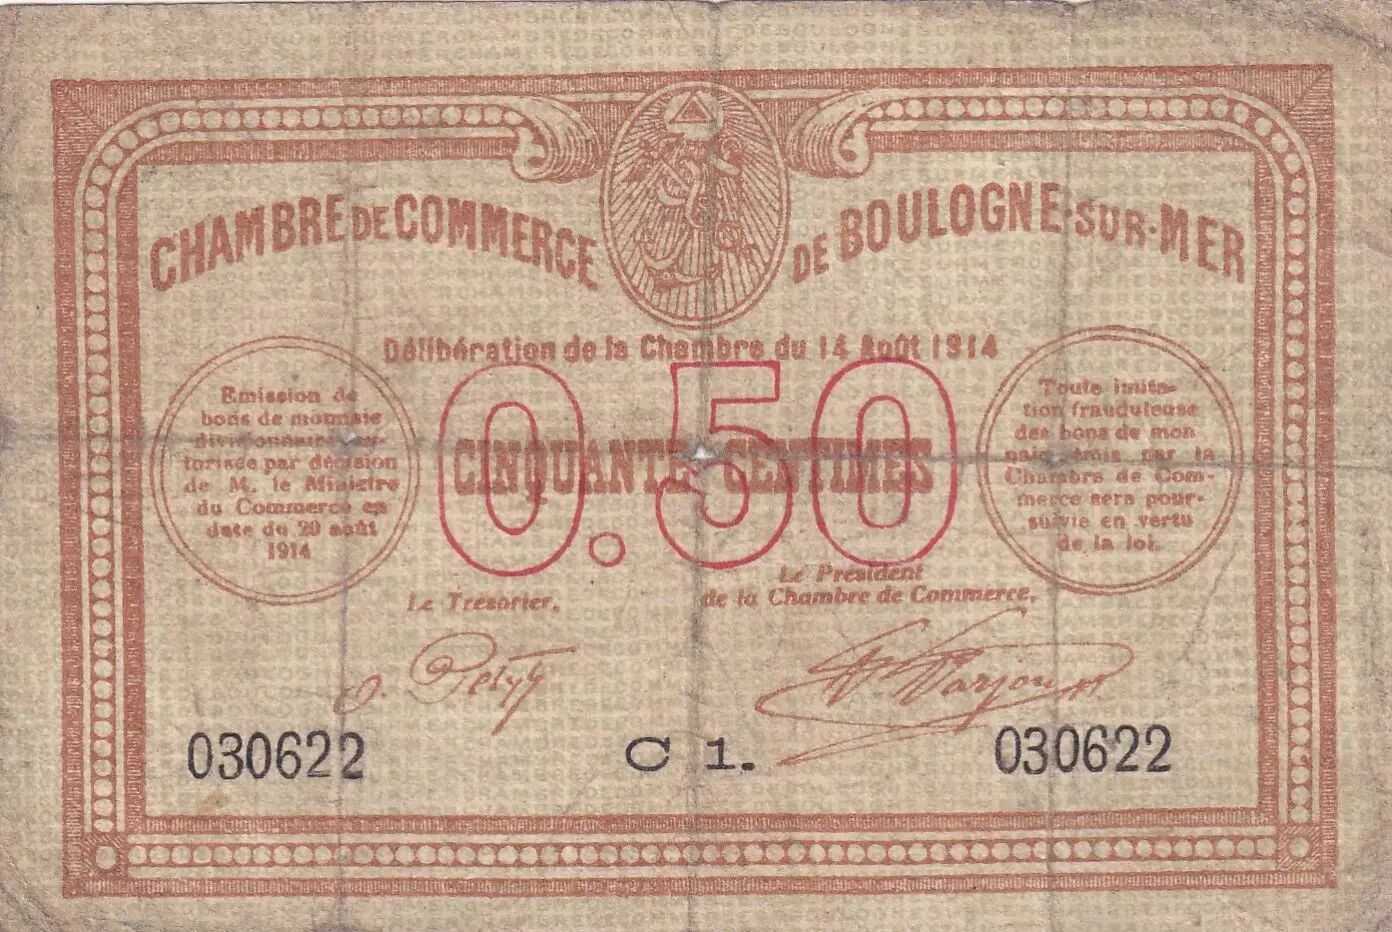 CHAMBRE DE COMMERCE DE BOULOGNE-SUR-MER
Délibération de la Chambre du 14 Août 1914
Emission de
bons de monnaie
divisionnaire au-
torisée par décision
de M. le Ministre
du Commerce en
date du 20 août
1914
0.50
CINQUANTE CENTIMES
Toute imita-
tion frauduleuse
des bons de mon
naie émis par la
Chambre de Com-
merce sera pour-
suivie en vertu
de la loi.
Le Trésorier,
Le Président
de la Chambre de Commerce,
030622
C 1.
030622